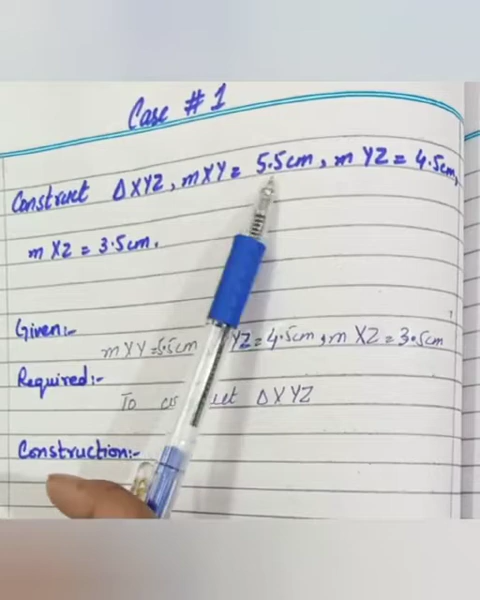 Case #1
Construct ΔXYZ, mXY= 5.5cm, m YZ= 4.5cm,
m XZ = 3.5cm.
Given:-
mXY=5.5cm YZ=4.5cm, m XZ=3.5cm
Required:-
To ΔXYZ
Construction:-